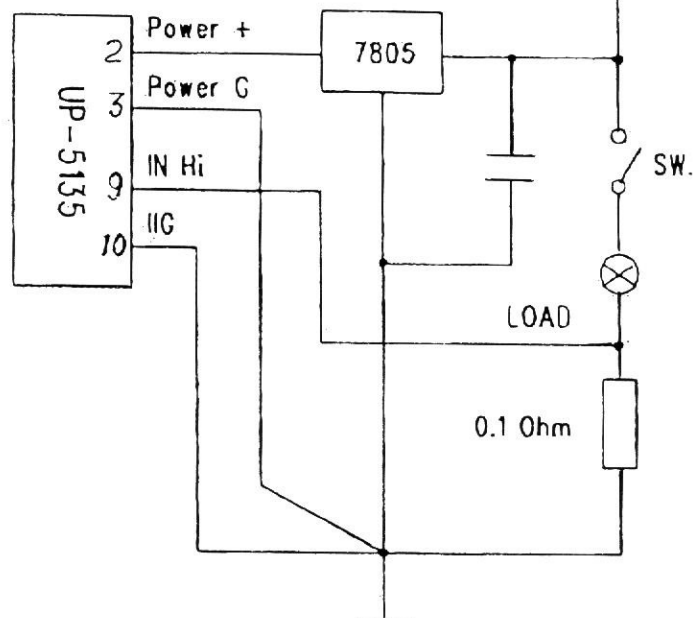 2
Power +
7805
3
Power G
UP-5135
SW.
9
IN Hi
10
IIG
LOAD
0.1 Ohm